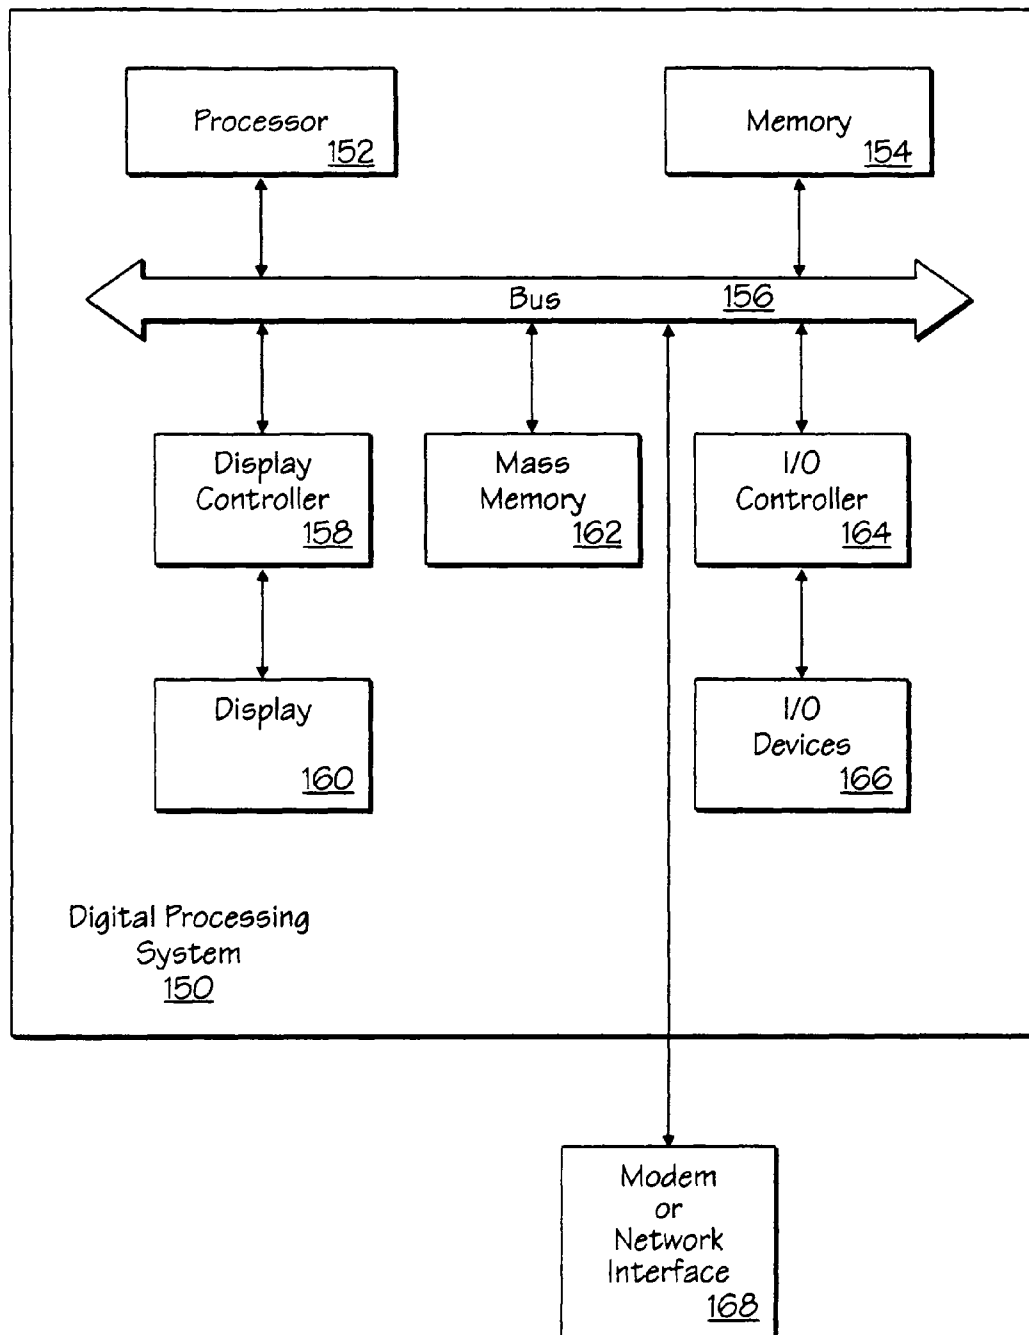 Processor
152
Memory
154
Bus 156
Display
Controller
158
Mass
Memory
162
I/O
Controller
164
Display
160
I/O
Devices
166
Digital Processing
System
150
Modem
or
Network
Interface
168